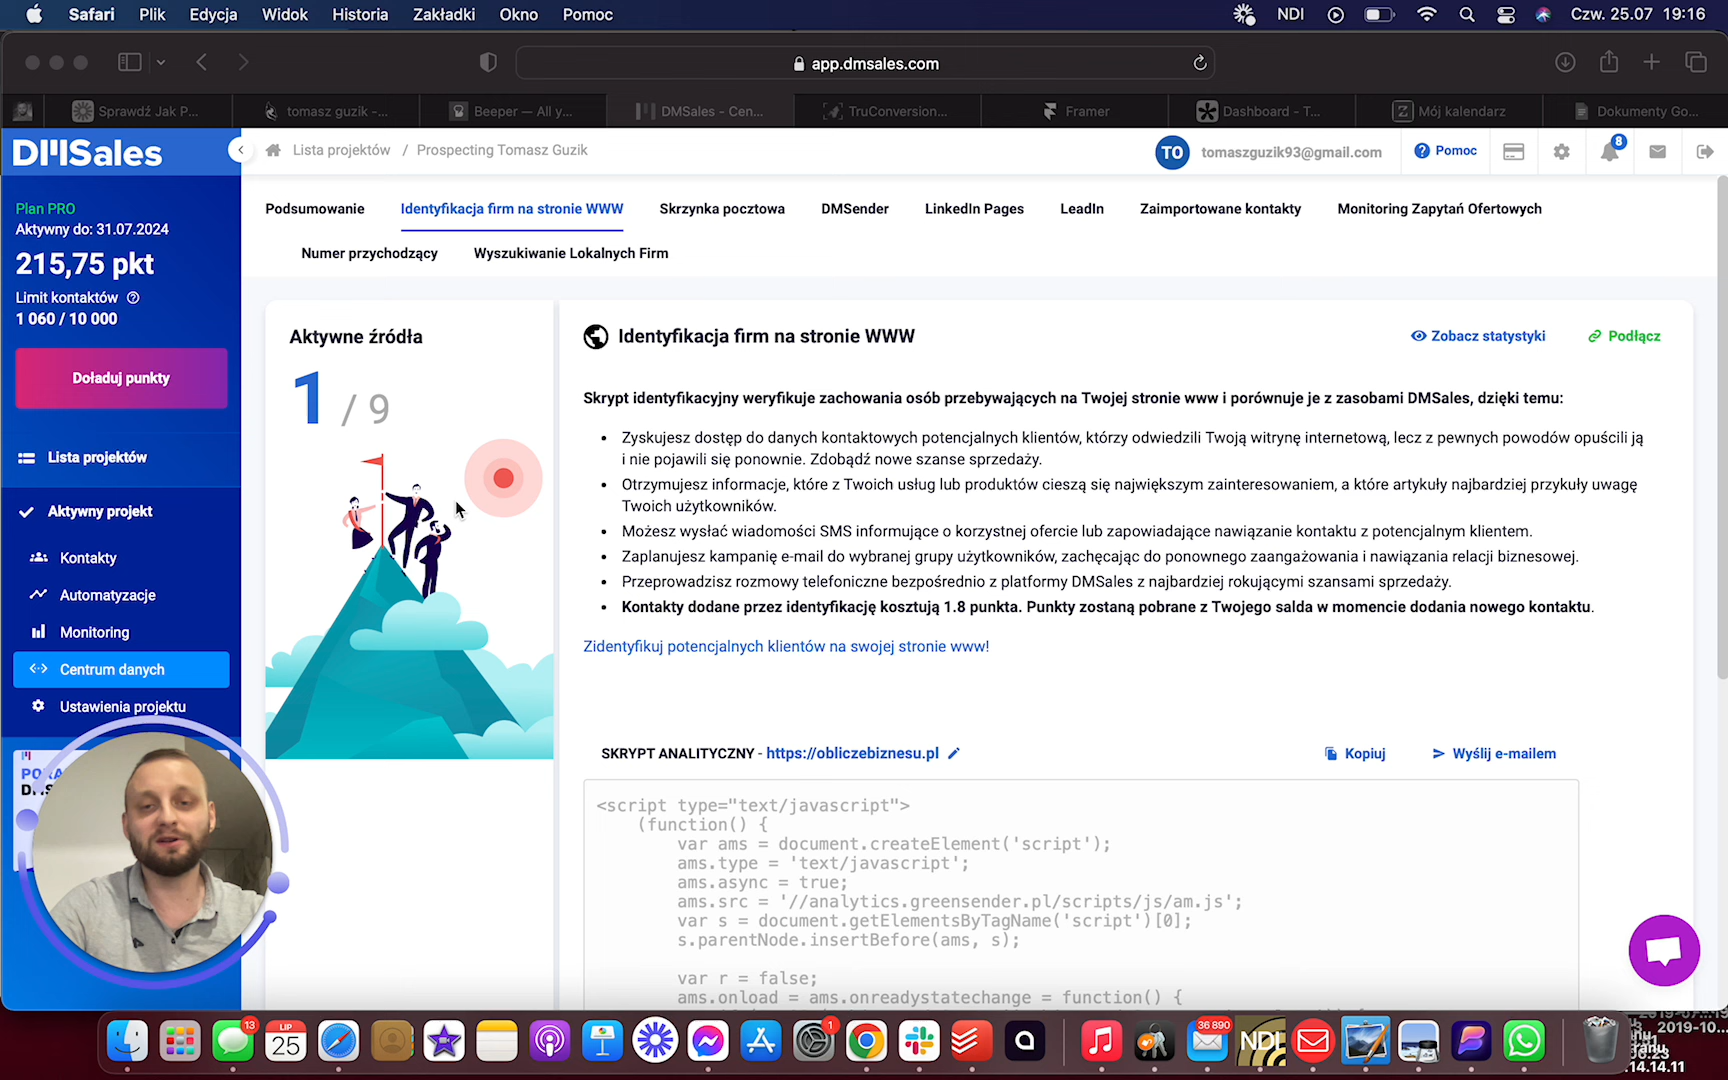 Safari Plik Edycja Widok Historia Zakładki Okno Pomoc NDI Czw. 25.07 19:16
app.dmsales.com
Sprawdź Jak P... tomasz guzik -... Beeper — All y... DMSales - Cen... TruConversion... Framer Dashboard - T... Mój kalendarz Dokumenty Go...
DMSales
Lista projektów / Prospecting Tomasz Guzik
TO tomaszguzik93@gmail.com Pomoc 8
Plan PRO
Aktywny do: 31.07.2024
215,75 pkt
Limit kontaktów
1 060 / 10 000
Doładuj punkty
Lista projektów
Aktywny projekt
Kontakty
Automatyzacje
Monitoring
Centrum danych
Ustawienia projektu
Podsumowanie Identyfikacja firm na stronie WWW Skrzynka pocztowa DMSender LinkedIn Pages LeadIn Zaimportowane kontakty Monitoring Zapytań Ofertowych
Numer przychodzący Wyszukiwanie Lokalnych Firm
Aktywne źródła
1 / 9
Identyfikacja firm na stronie WWW Zobacz statystyki Podłącz
Skrypt identyfikacyjny weryfikuje zachowania osób przebywających na Twojej stronie www i porównuje je z zasobami DMSales, dzięki temu:
• Zyskujesz dostęp do danych kontaktowych potencjalnych klientów, którzy odwiedzili Twoją witrynę internetową, lecz z pewnych powodów opuścili ją
i nie pojawili się ponownie. Zdobądź nowe szanse sprzedaży.
• Otrzymujesz informacje, które z Twoich usług lub produktów cieszą się największym zainteresowaniem, a które artykuły najbardziej przykuły uwagę
Twoich użytkowników.
• Możesz wysłać wiadomości SMS informujące o korzystnej ofercie lub zapowiadające nawiązanie kontaktu z potencjalnym klientem.
• Zaplanujesz kampanię e-mail do wybranej grupy użytkowników, zachęcając do ponownego zaangażowania i nawiązania relacji biznesowej.
• Przeprowadzisz rozmowy telefoniczne bezpośrednio z platformy DMSales z najbardziej rokującymi szansami sprzedaży.
• Kontakty dodane przez identyfikację kosztują 1.8 punkta. Punkty zostaną pobrane z Twojego salda w momencie dodania nowego kontaktu.
Zidentyfikuj potencjalnych klientów na swojej stronie www!
SKRYPT ANALITYCZNY - https://obliczebiznesu.pl Kopiuj Wyślij e-mailem
<script type="text/javascript">
(function() {
var ams = document.createElement('script');
ams.type = 'text/javascript';
ams.async = true;
ams.src = '//analytics.greensender.pl/scripts/js/am.js';
var s = document.getElementsByTagName('script')[0];
s.parentNode.insertBefore(ams, s);
var r = false;
ams.onload = ams.onreadystatechange = function() {
13 LIP 25 1 36 890 NDI
2019-10...
14.14.11